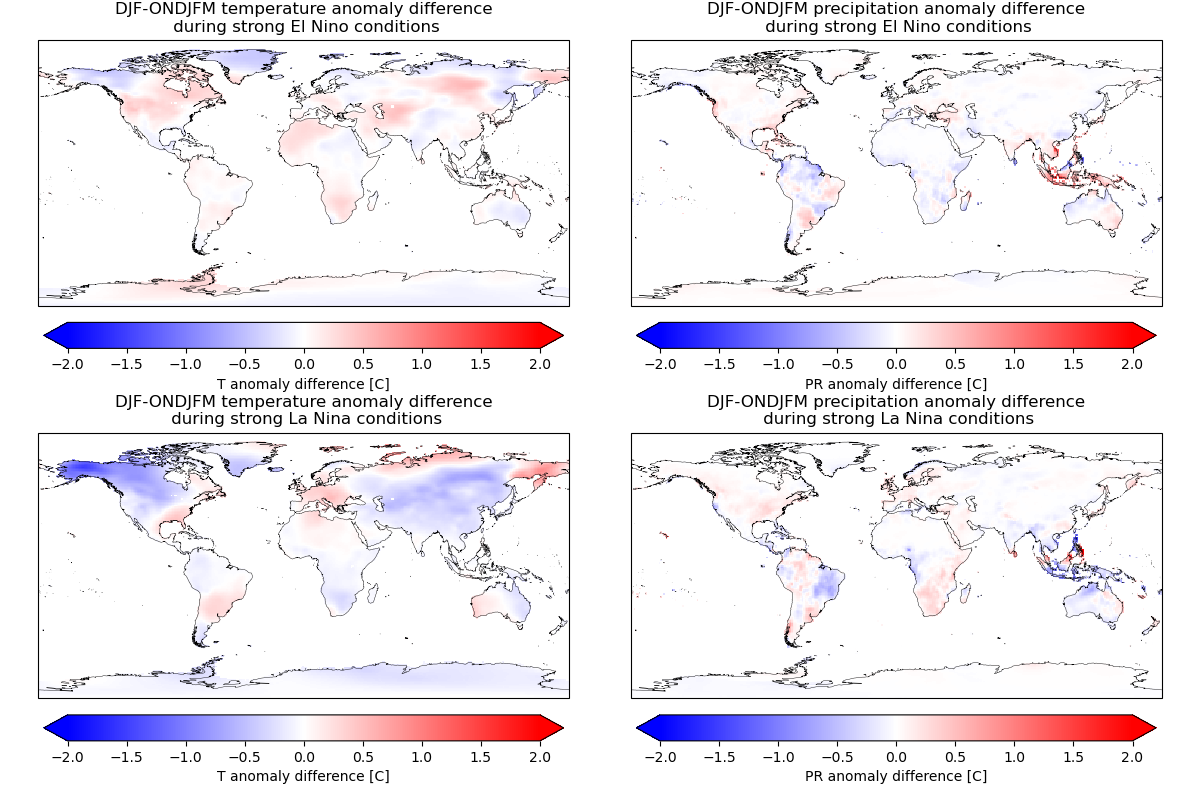 DJF-ONDJFM temperature anomaly difference
during strong El Nino conditions
DJF-ONDJFM precipitation anomaly difference
during strong El Nino conditions
−2.0 −1.5 −1.0 −0.5 0.0 0.5 1.0 1.5 2.0
T anomaly difference [C]
−2.0 −1.5 −1.0 −0.5 0.0 0.5 1.0 1.5 2.0
PR anomaly difference [C]
DJF-ONDJFM temperature anomaly difference
during strong La Nina conditions
DJF-ONDJFM precipitation anomaly difference
during strong La Nina conditions
−2.0 −1.5 −1.0 −0.5 0.0 0.5 1.0 1.5 2.0
T anomaly difference [C]
−2.0 −1.5 −1.0 −0.5 0.0 0.5 1.0 1.5 2.0
PR anomaly difference [C]